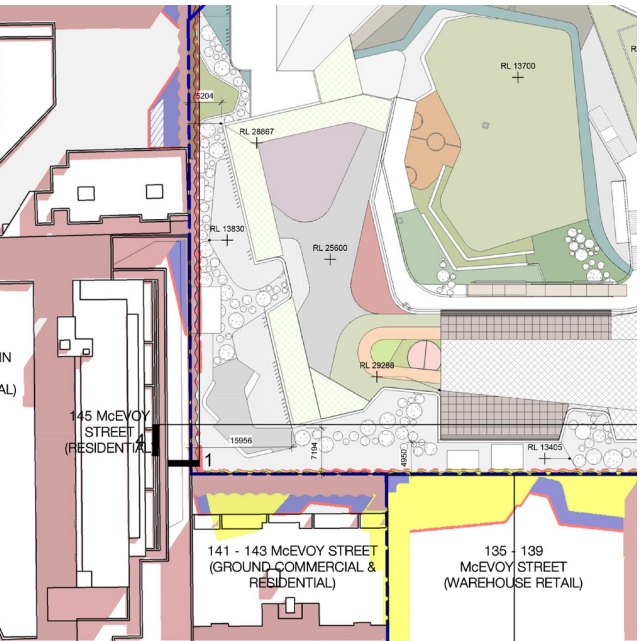 RL 13700
5204
RL 28867
RL 13830
RL 25600
IN
AL)
RL 29288
145 McEVOY
STREET
(RESIDENTIAL)
4
1
15956
7194
4950
RL 13405
141 - 143 McEVOY STREET
(GROUND COMMERCIAL &
RESIDENTIAL)
135 - 139
McEVOY STREET
(WAREHOUSE RETAIL)